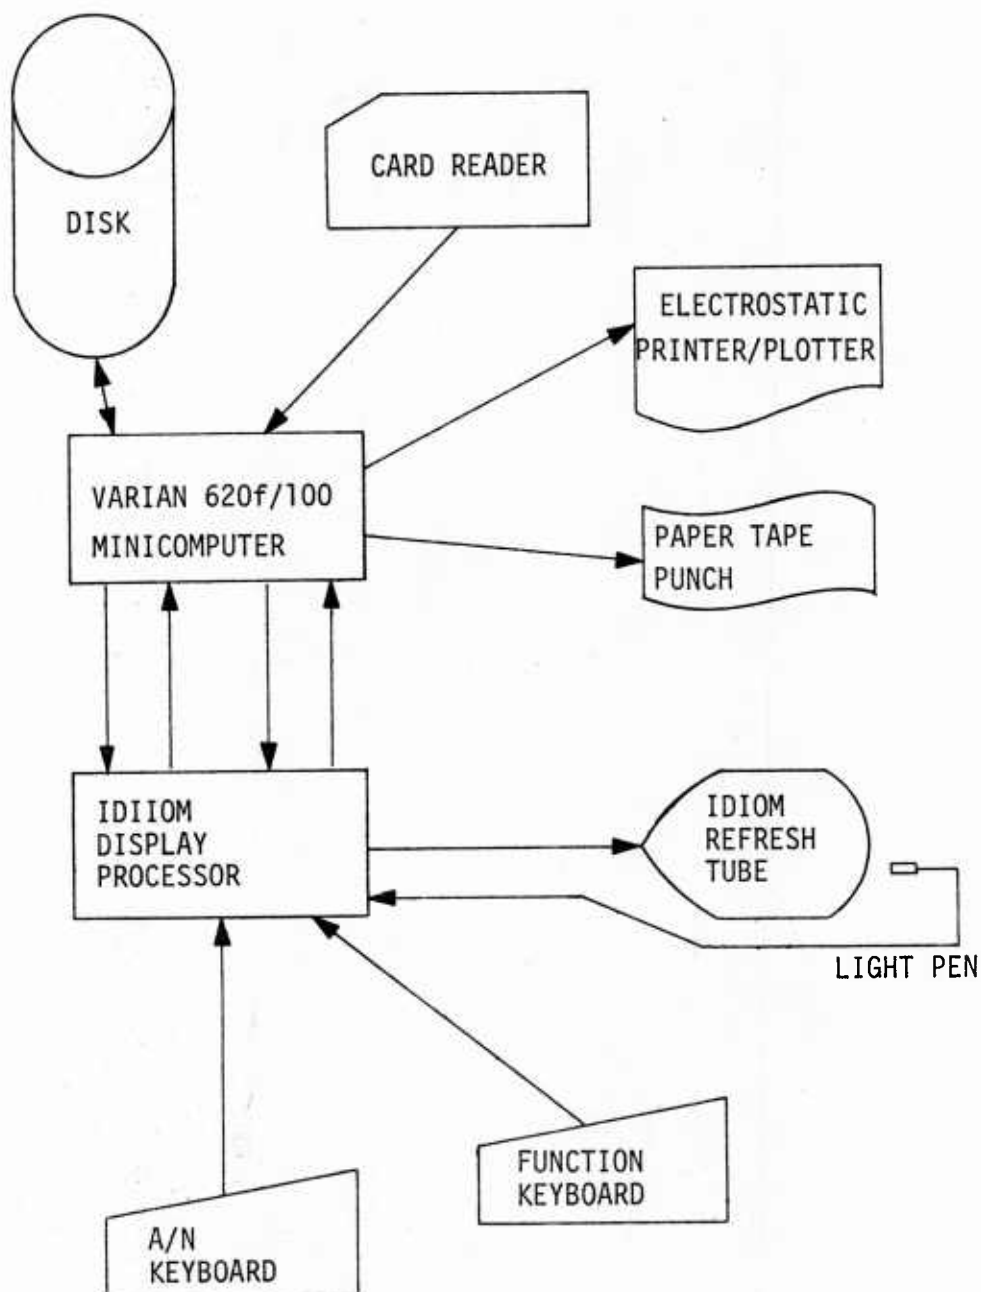 DISK
CARD READER
ELECTROSTATIC
PRINTER/PLOTTER
VARIAN 620f/100
MINICOMPUTER
PAPER TAPE
PUNCH
IDIIOM
DISPLAY
PROCESSOR
IDIOM
REFRESH
TUBE
LIGHT PEN
FUNCTION
KEYBOARD
A/N
KEYBOARD